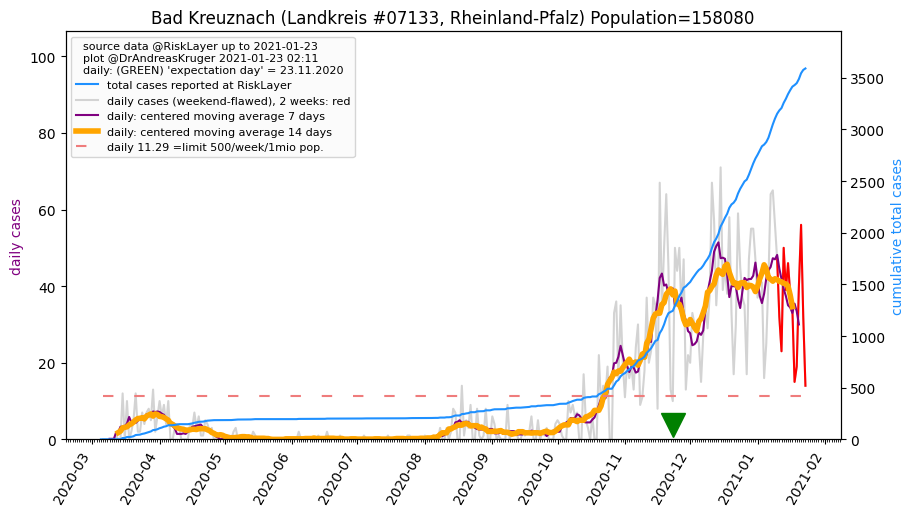 Bad Kreuznach (Landkreis #07133, Rheinland-Pfalz) Population=158080
source data @RiskLayer up to 2021-01-23
plot @DrAndreasKruger 2021-01-23 02:11
daily: (GREEN) 'expectation day' = 23.11.2020
total cases reported at RiskLayer
daily cases (weekend-flawed), 2 weeks: red
daily: centered moving average 7 days
daily: centered moving average 14 days
daily 11.29 =limit 500/week/1mio pop.
daily cases
100
80
60
40
20
0
cumulative total cases
3500
3000
2500
2000
1500
1000
500
0
2020-03
2020-04
2020-05
2020-06
2020-07
2020-08
2020-09
2020-10
2020-11
2020-12
2021-01
2021-02